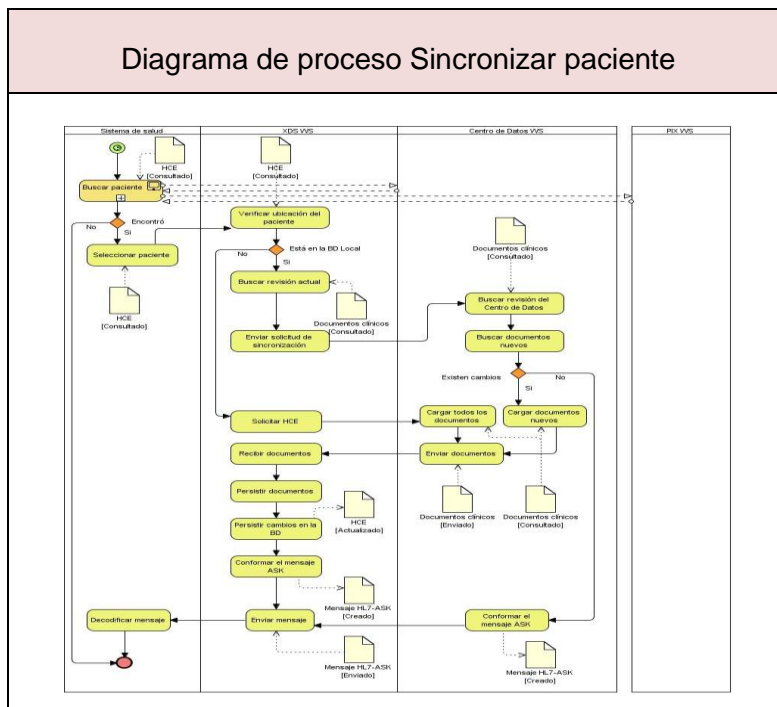 Diagrama de proceso Sincronizar paciente
Sistema de salud
XDS WS
Centro de Datos WS
PIX WS
HCE
[Consultado]
HCE
[Consultado]
Buscar paciente
Encontró
No
Si
Seleccionar paciente
HCE
[Consultado]
Verificar ubicación del
paciente
Está en la BD Local
No
Si
Buscar revisión actual
Documentos clínicos
[Consultado]
Enviar solicitud de
sincronización
Documentos clínicos
[Consultado]
Buscar revisión del
Centro de Datos
Buscar documentos
nuevos
Existen cambios
No
Si
Solicitar HCE
Cargar todos los
documentos
Cargar documentos
nuevos
Recibir documentos
Enviar documentos
Persistir documentos
Documentos clínicos
[Enviado]
Documentos clínicos
[Consultado]
Persistir cambios en la
BD
HCE
[Actualizado]
Conformar el mensaje
ASK
Mensaje HL7-ASK
[Creado]
Decodificar mensaje
Enviar mensaje
Conformar el
mensaje ASK
Mensaje HL7-ASK
[Enviado]
Mensaje HL7-ASK
[Creado]